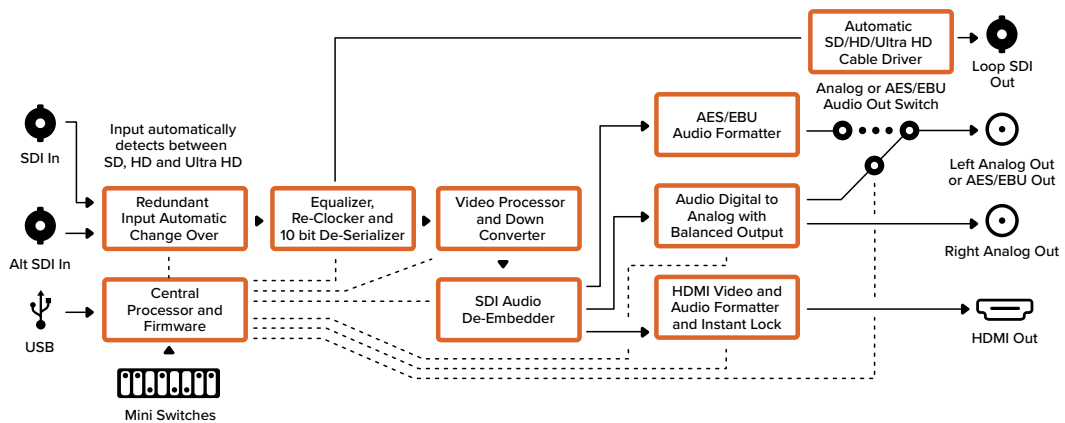 Automatic
SD/HD/Ultra HD
Cable Driver
Loop SDI
Out
Analog or AES/EBU
Audio Out Switch
SDI In
Input automatically
detects between
SD, HD and Ultra HD
AES/EBU
Audio Formatter
Left Analog Out
or AES/EBU Out
Alt SDI In
Redundant
Input Automatic
Change Over
Equalizer,
Re-Clocker and
10 bit De-Serializer
Video Processor
and Down
Converter
Audio Digital to
Analog with
Balanced Output
Right Analog Out
USB
Central
Processor and
Firmware
SDI Audio
De-Embedder
HDMI Video and
Audio Formatter
and Instant Lock
HDMI Out
Mini Switches